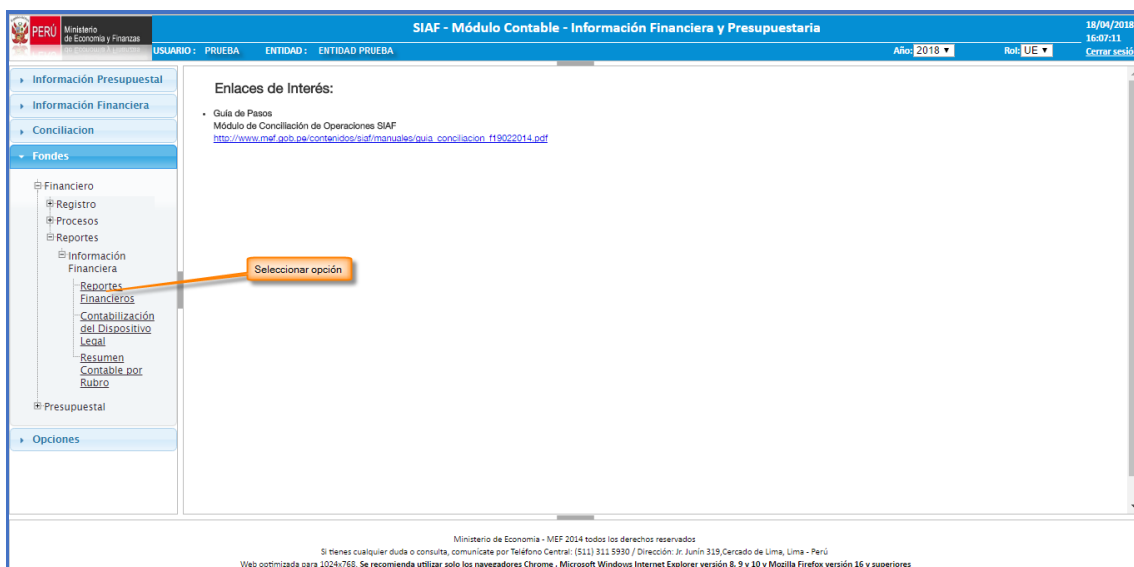 PERÚ
Ministerio
de Economía y Finanzas
SIAF - Módulo Contable - Información Financiera y Presupuestaria
18/04/2018
16:07:11
USUARIO : PRUEBA ENTIDAD : ENTIDAD PRUEBA Año: 2018 Rol: UE Cerrar sesió
Información Presupuestal
Información Financiera
Conciliacion
Fondes
Financiero
Registro
Procesos
Reportes
Información
Financiera
Reportes
Financieros
Contabilización
del Dispositivo
Legal
Resumen
Contable por
Rubro
Presupuestal
Opciones
Enlaces de Interés:
Guia de Pasos
Módulo de Conciliación de Operaciones SIAF
http://www.mef.gob.pe/contenidos/siaf/manuales/guia_conciliacion_f19022014.pdf
Seleccionar opción
Ministerio de Economia - MEF 2014 todos los derechos reservados
Si tienes cualquier duda o consulta, comunícate por Teléfono Central: (511) 311 5930 / Dirección: Jr. Junín 319,Cercado de Lima, Lima - Perú
Web optimizada para 1024x768. Se recomienda utilizar solo los navegadores Chrome , Microsoft Windows Internet Explorer versión 8, 9 y 10 y Mozilla Firefox versión 16 y superiores